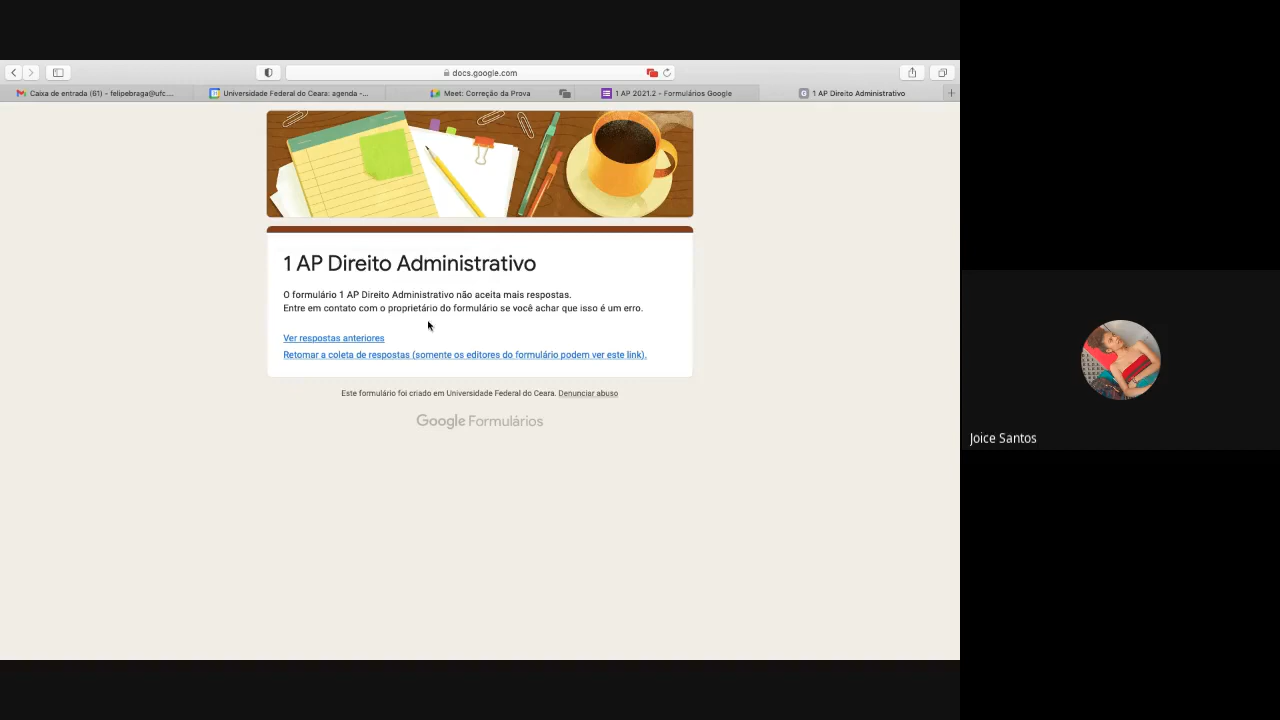 docs.google.com
Caixa de entrada (61) - felipebraga@ufc....
Universidade Federal do Ceara: agenda -...
Meet: Correção da Prova
1 AP 2021.2 - Formulários Google
1 AP Direito Administrativo
1 AP Direito Administrativo
O formulário 1 AP Direito Administrativo não aceita mais respostas.
Entre em contato com o proprietário do formulário se você achar que isso é um erro.
Ver respostas anteriores
Retomar a coleta de respostas (somente os editores do formulário podem ver este link).
Este formulário foi criado em Universidade Federal do Ceara. Denunciar abuso
Google Formulários
Joice Santos